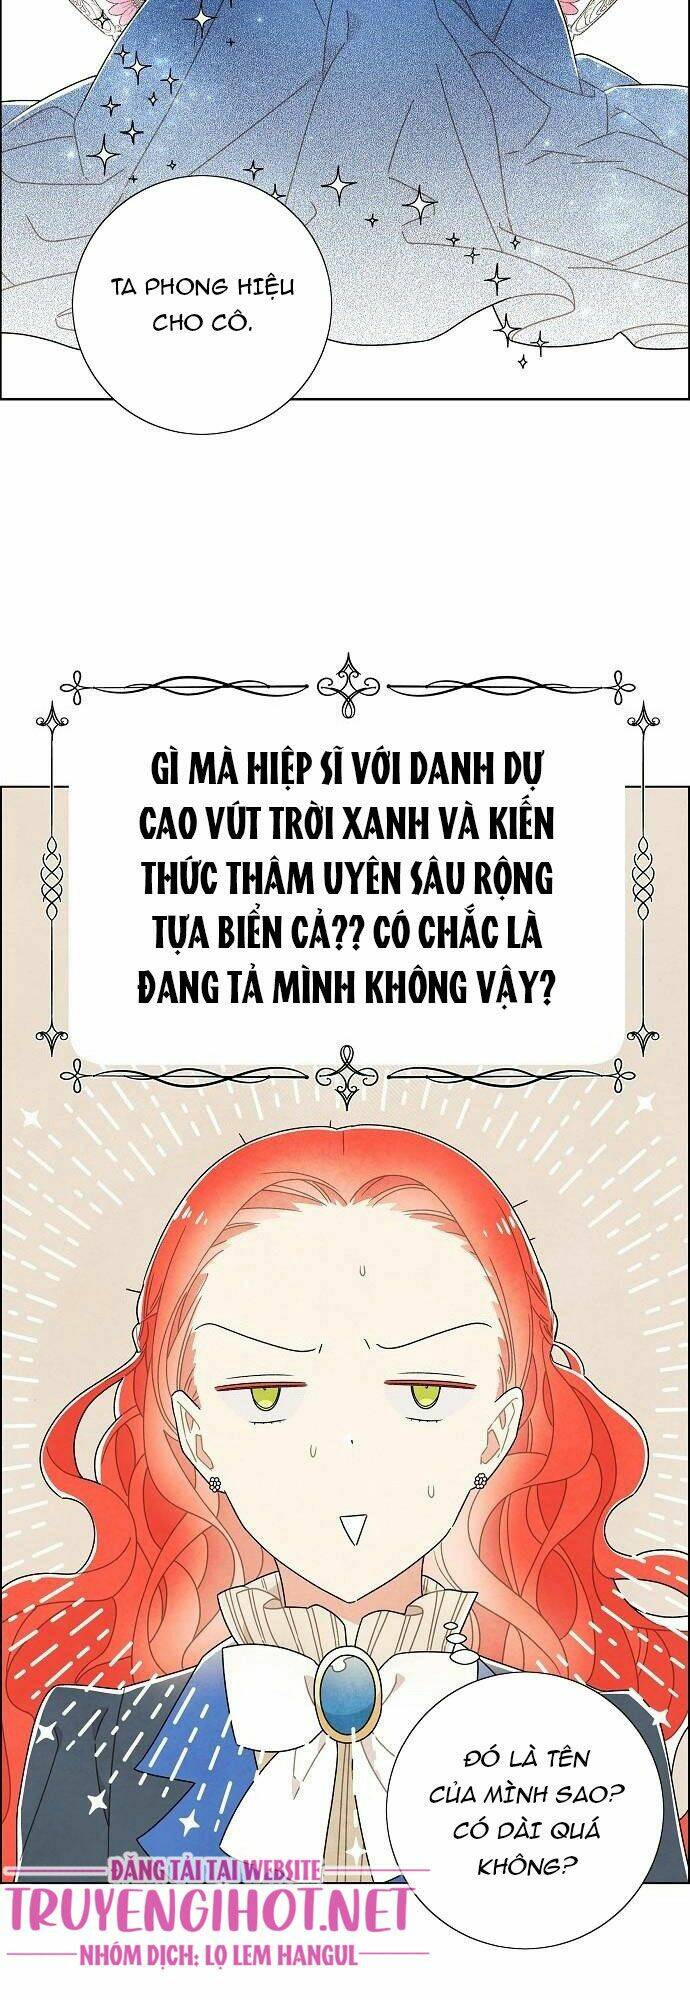 TA PHONG HIỆU
CHO CÔ.
GÌ MÀ HIỆP SĨ VỚI DANH DỰ
CAO VÚT TRỜI XANH VÀ KIẾN
THỨC THÂM UYÊN SÂU RỘNG
TỰA BIỂN CẢ?? CÓ CHẮC LÀ
ĐANG TẢ MÌNH KHÔNG VẬY?
ĐÓ LÀ TÊN
CỦA MÌNH SAO?
CÓ DÀI QUÁ
KHÔNG?
ĐĂNG TẢI TẠI WEBSITE
TRUYENGIHOT.NET
NHÓM DỊCH: LỌ LEM HANGUL